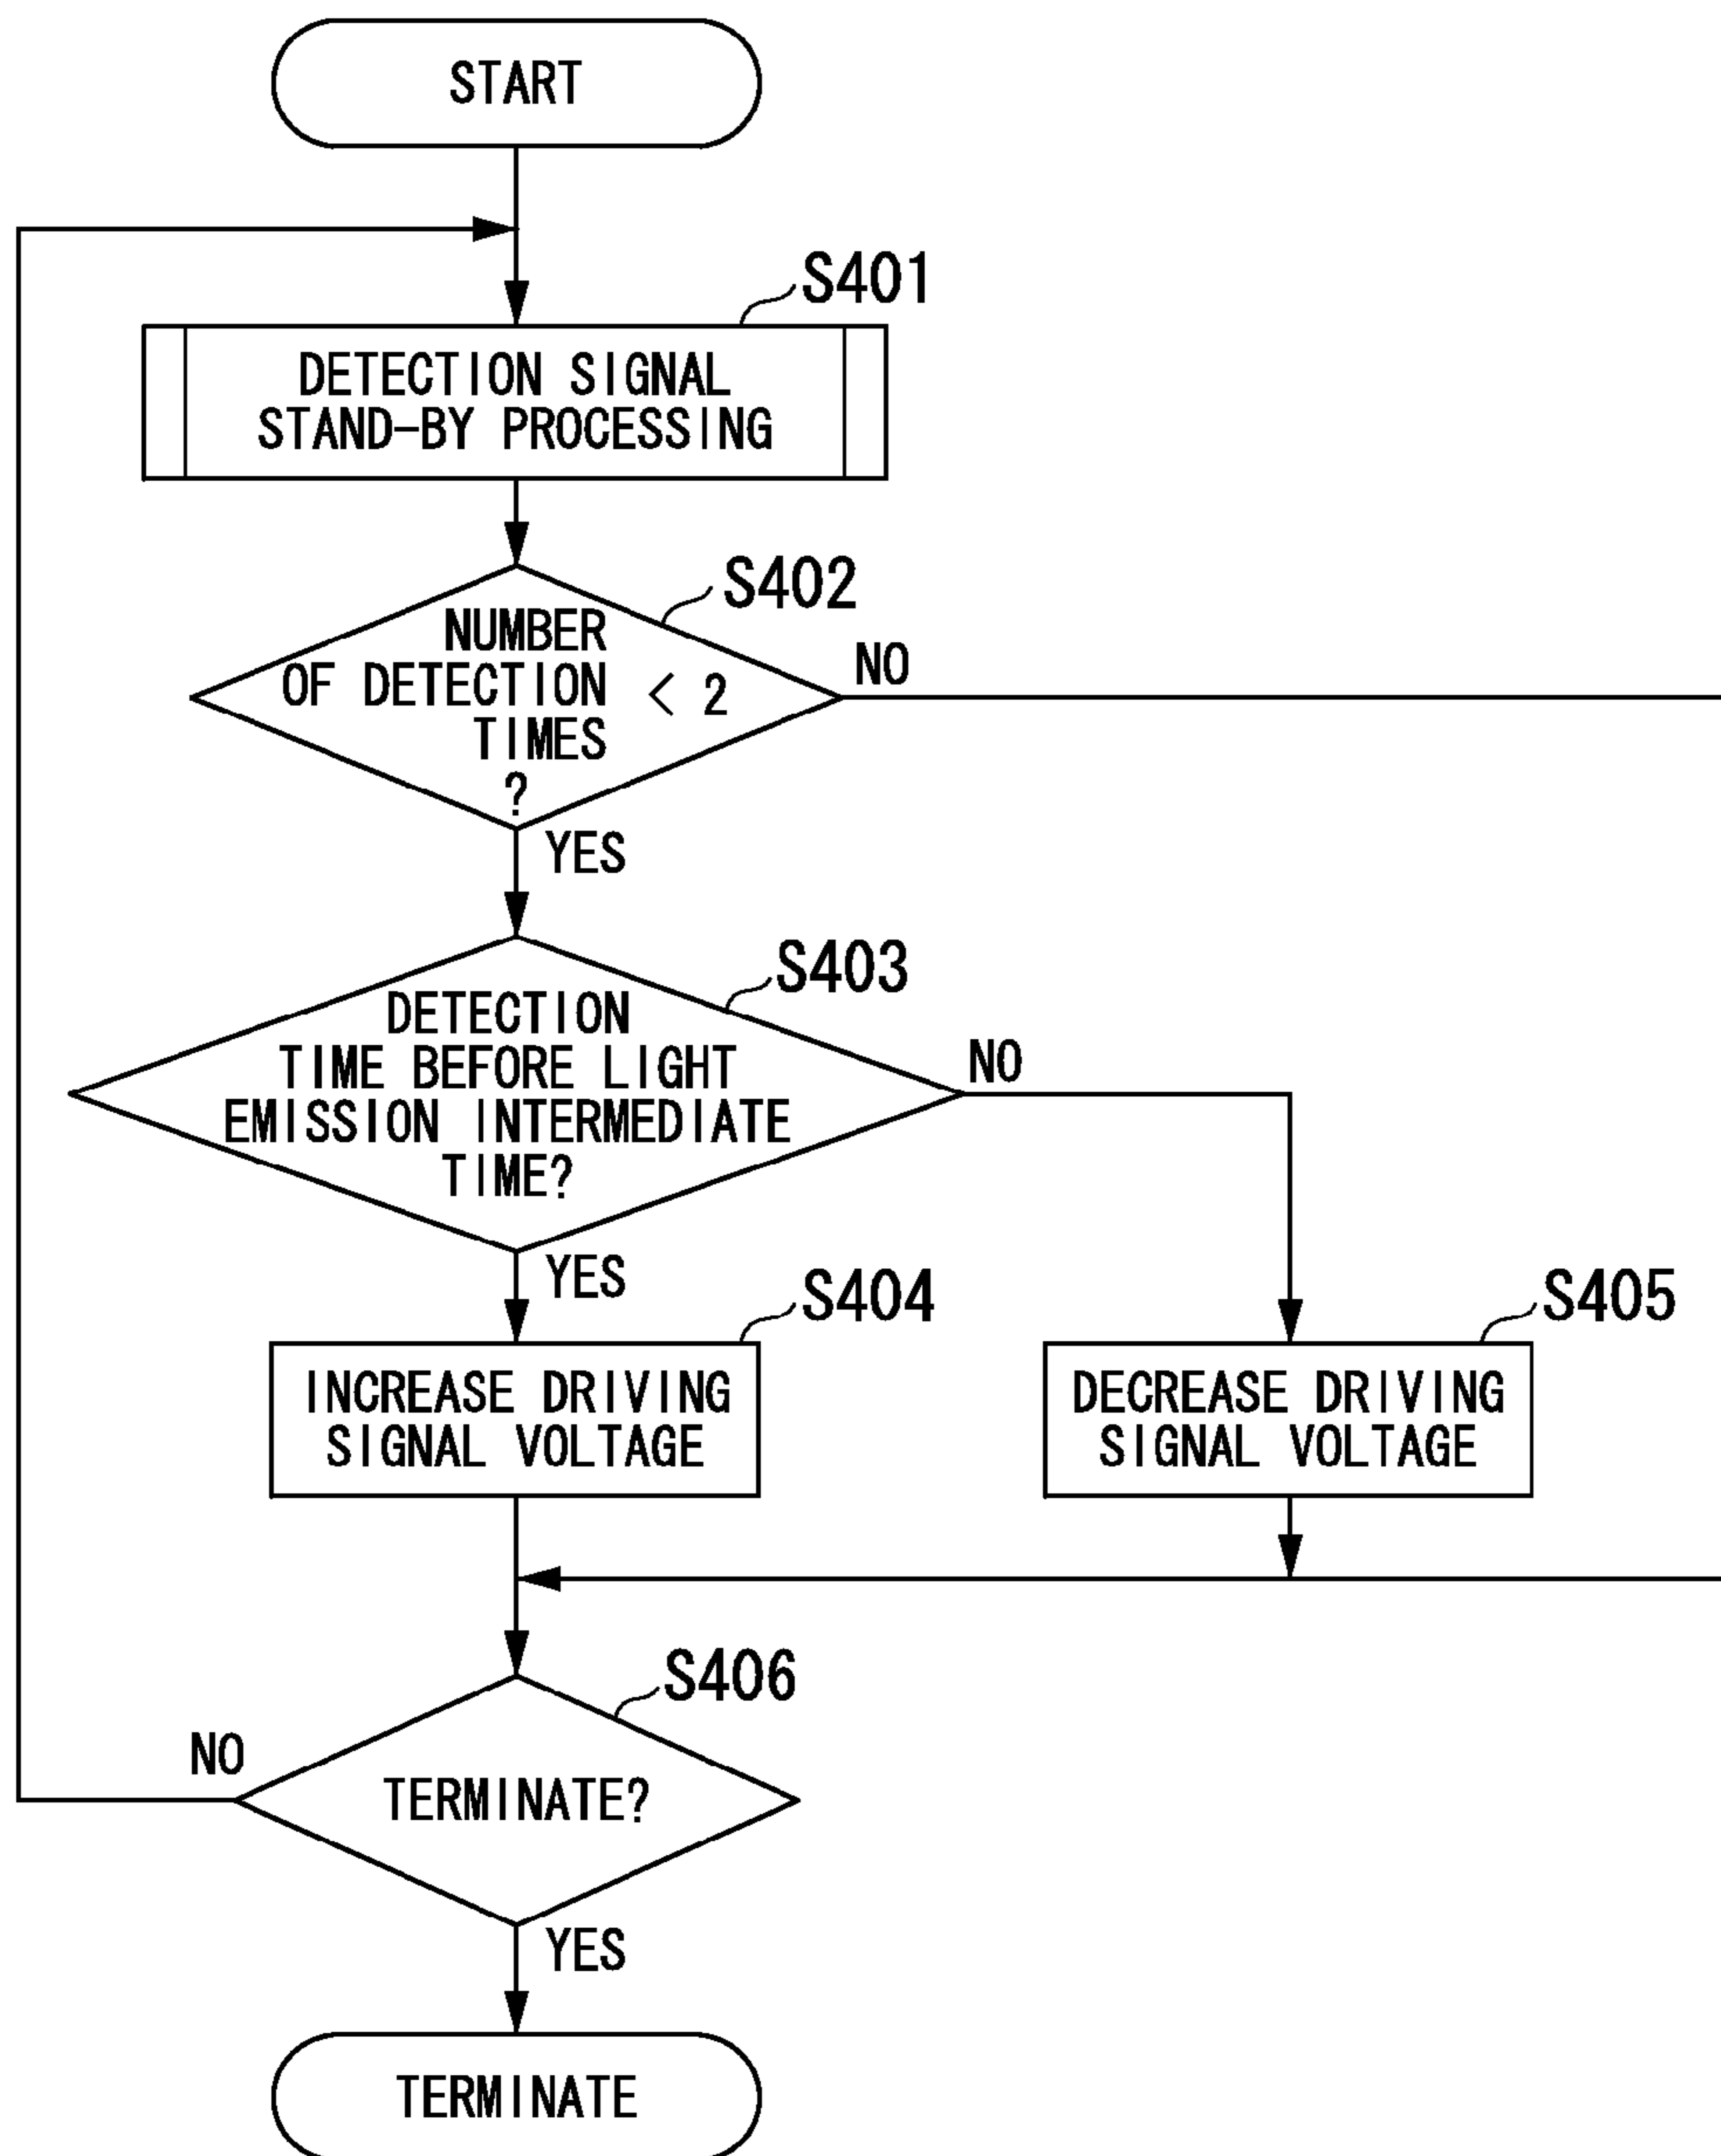 START
S401
DETECTION SIGNAL
STAND-BY PROCESSING
S402
NUMBER
OF DETECTION < 2
TIMES
?
NO
YES
S403
DETECTION
TIME BEFORE LIGHT
EMISSION INTERMEDIATE
TIME?
NO
YES
S404
INCREASE DRIVING
SIGNAL VOLTAGE
S405
DECREASE DRIVING
SIGNAL VOLTAGE
S406
NO
TERMINATE?
YES
TERMINATE